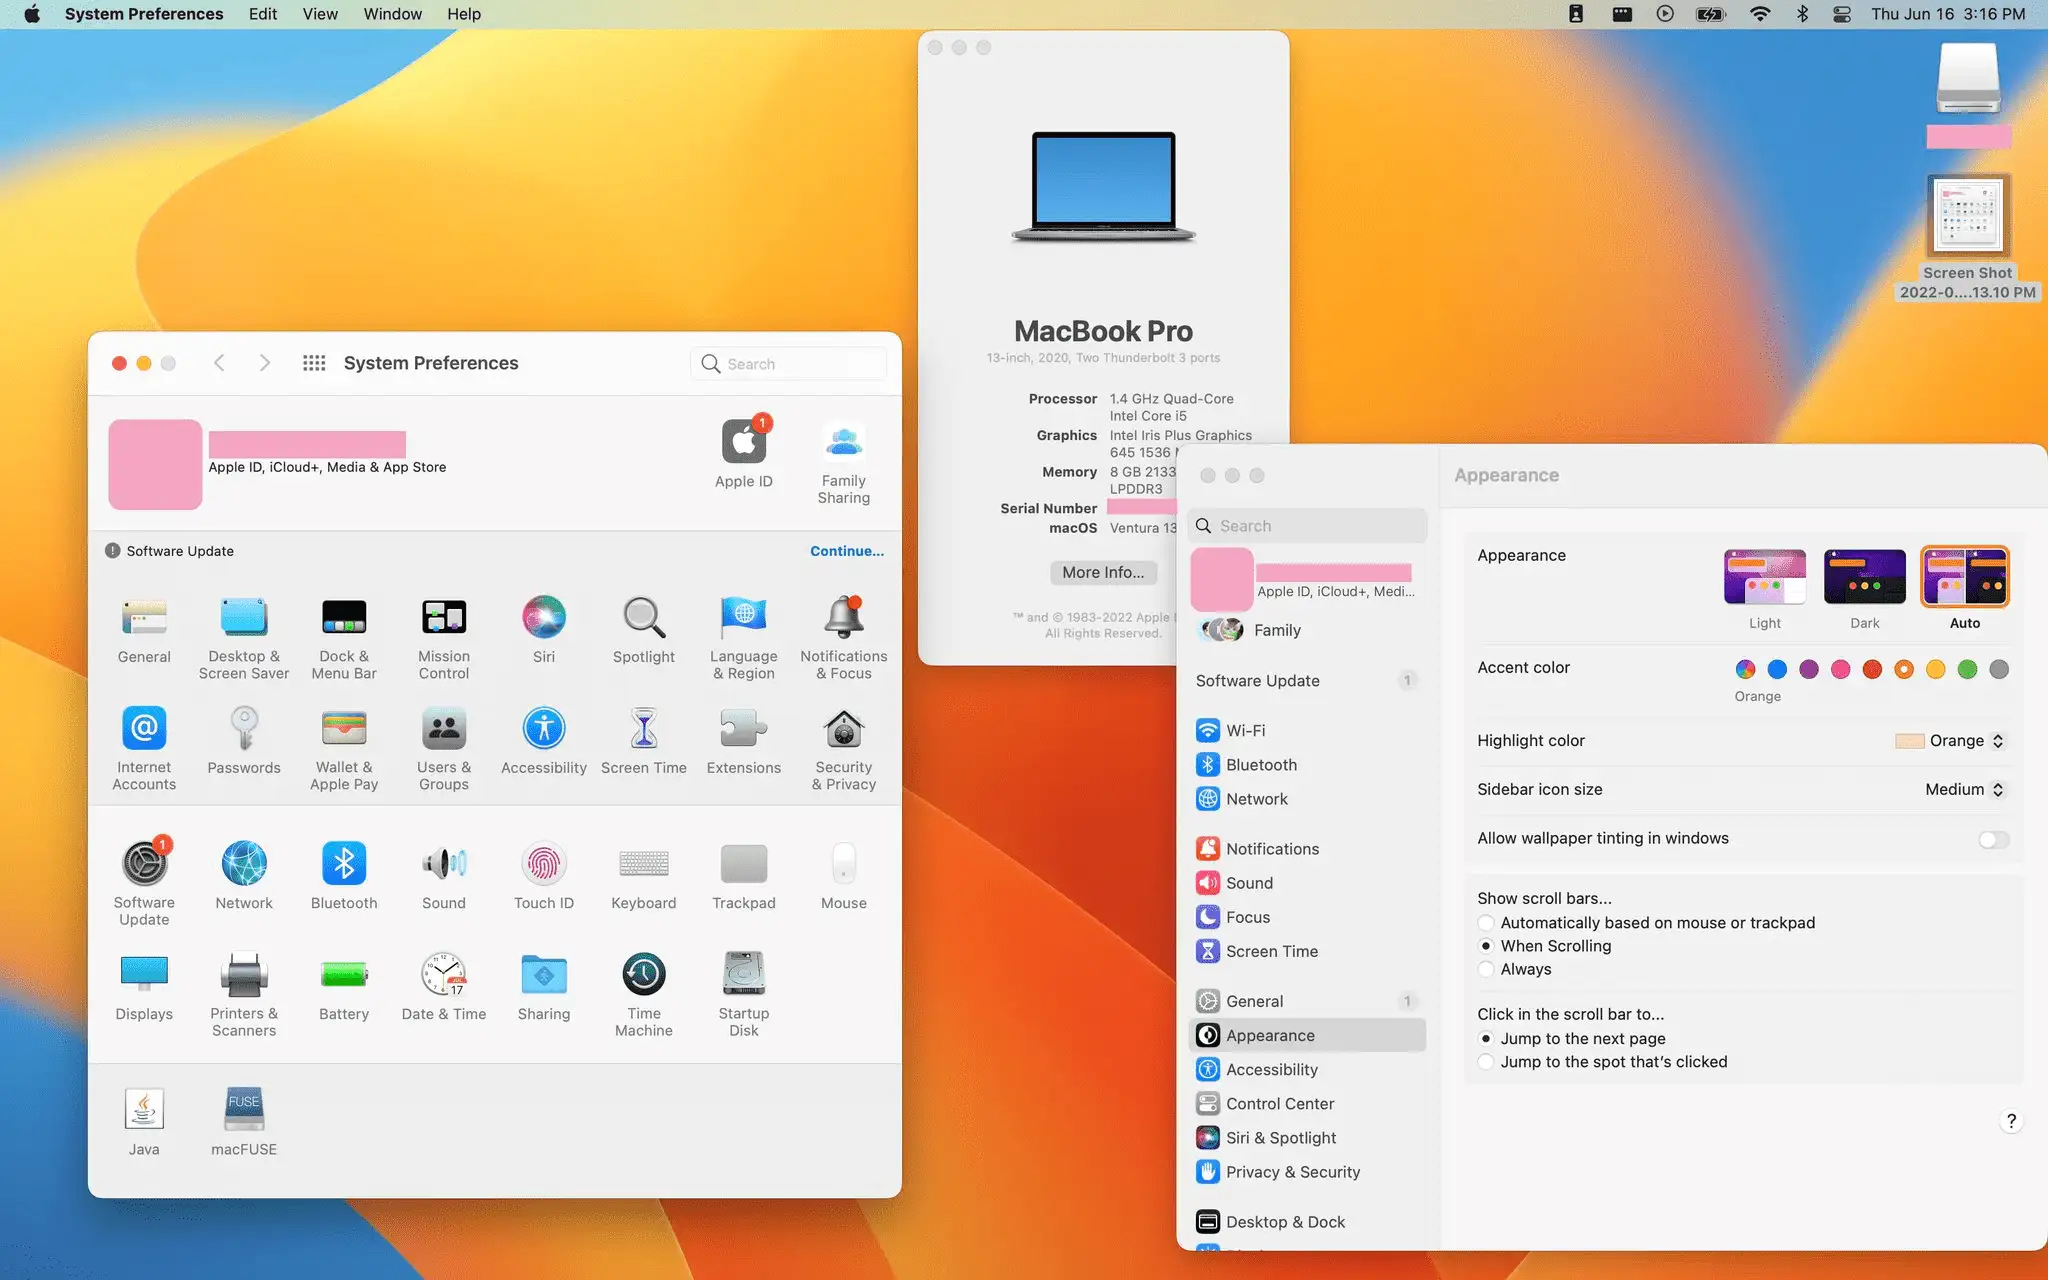 System Preferences Edit View Window Help
Thu Jun 16 3:16 PM
Screen Shot
2022-0....13.10 PM
MacBook Pro
13-inch, 2020, Two Thunderbolt 3 ports
Processor 1.4 GHz Quad-Core
Intel Core i5
Graphics Intel Iris Plus Graphics
645 1536
Memory 8 GB 2133
LPDDR3
Serial Number
macOS Ventura 13
More Info...
™ and © 1983-2022 Apple
All Rights Reserved.
System Preferences
Search
Apple ID, iCloud+, Media & App Store
1
Apple ID
Family
Sharing
! Software Update
Continue...
General
Desktop &
Screen Saver
Dock &
Menu Bar
Mission
Control
Siri
Spotlight
Language
& Region
Notifications
& Focus
@
Internet
Accounts
Passwords
Wallet &
Apple Pay
Users &
Groups
Accessibility
Screen Time
Extensions
Security
& Privacy
1
Software
Update
Network
Bluetooth
Sound
Touch ID
Keyboard
Trackpad
Mouse
Displays
Printers &
Scanners
Battery
17
Date & Time
Sharing
Time
Machine
Startup
Disk
Java
FUSE
macFUSE
Search
Apple ID, iCloud+, Medi...
Family
Software Update 1
Wi-Fi
Bluetooth
Network
Notifications
Sound
Focus
Screen Time
General 1
Appearance
Accessibility
Control Center
Siri & Spotlight
Privacy & Security
Desktop & Dock
Appearance
Appearance
Light
Dark
Auto
Accent color
Orange
Highlight color Orange
Sidebar icon size Medium
Allow wallpaper tinting in windows
Show scroll bars...
Automatically based on mouse or trackpad
When Scrolling
Always
Click in the scroll bar to...
Jump to the next page
Jump to the spot that's clicked
?